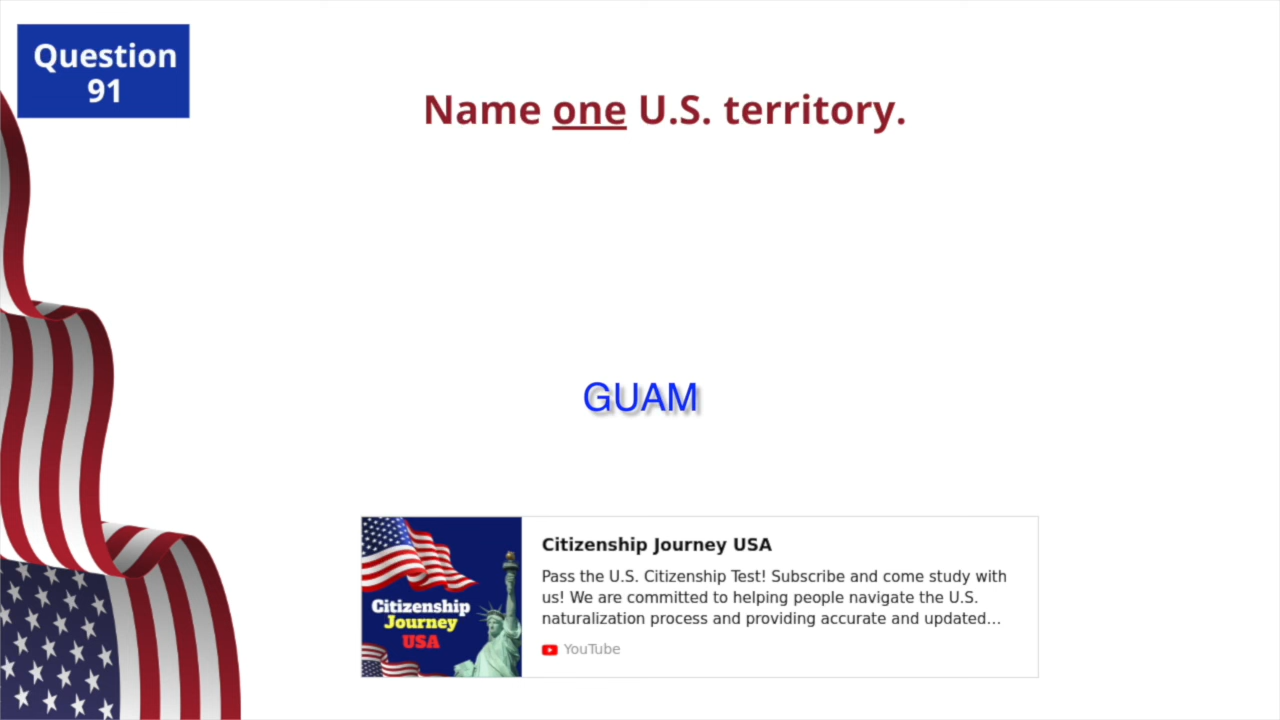 Question
91
Name one U.S. territory.
GUAM
Citizenship Journey USA
Pass the U.S. Citizenship Test! Subscribe and come study with
us! We are committed to helping people navigate the U.S.
naturalization process and providing accurate and updated...
YouTube
Citizenship
Journey
USA